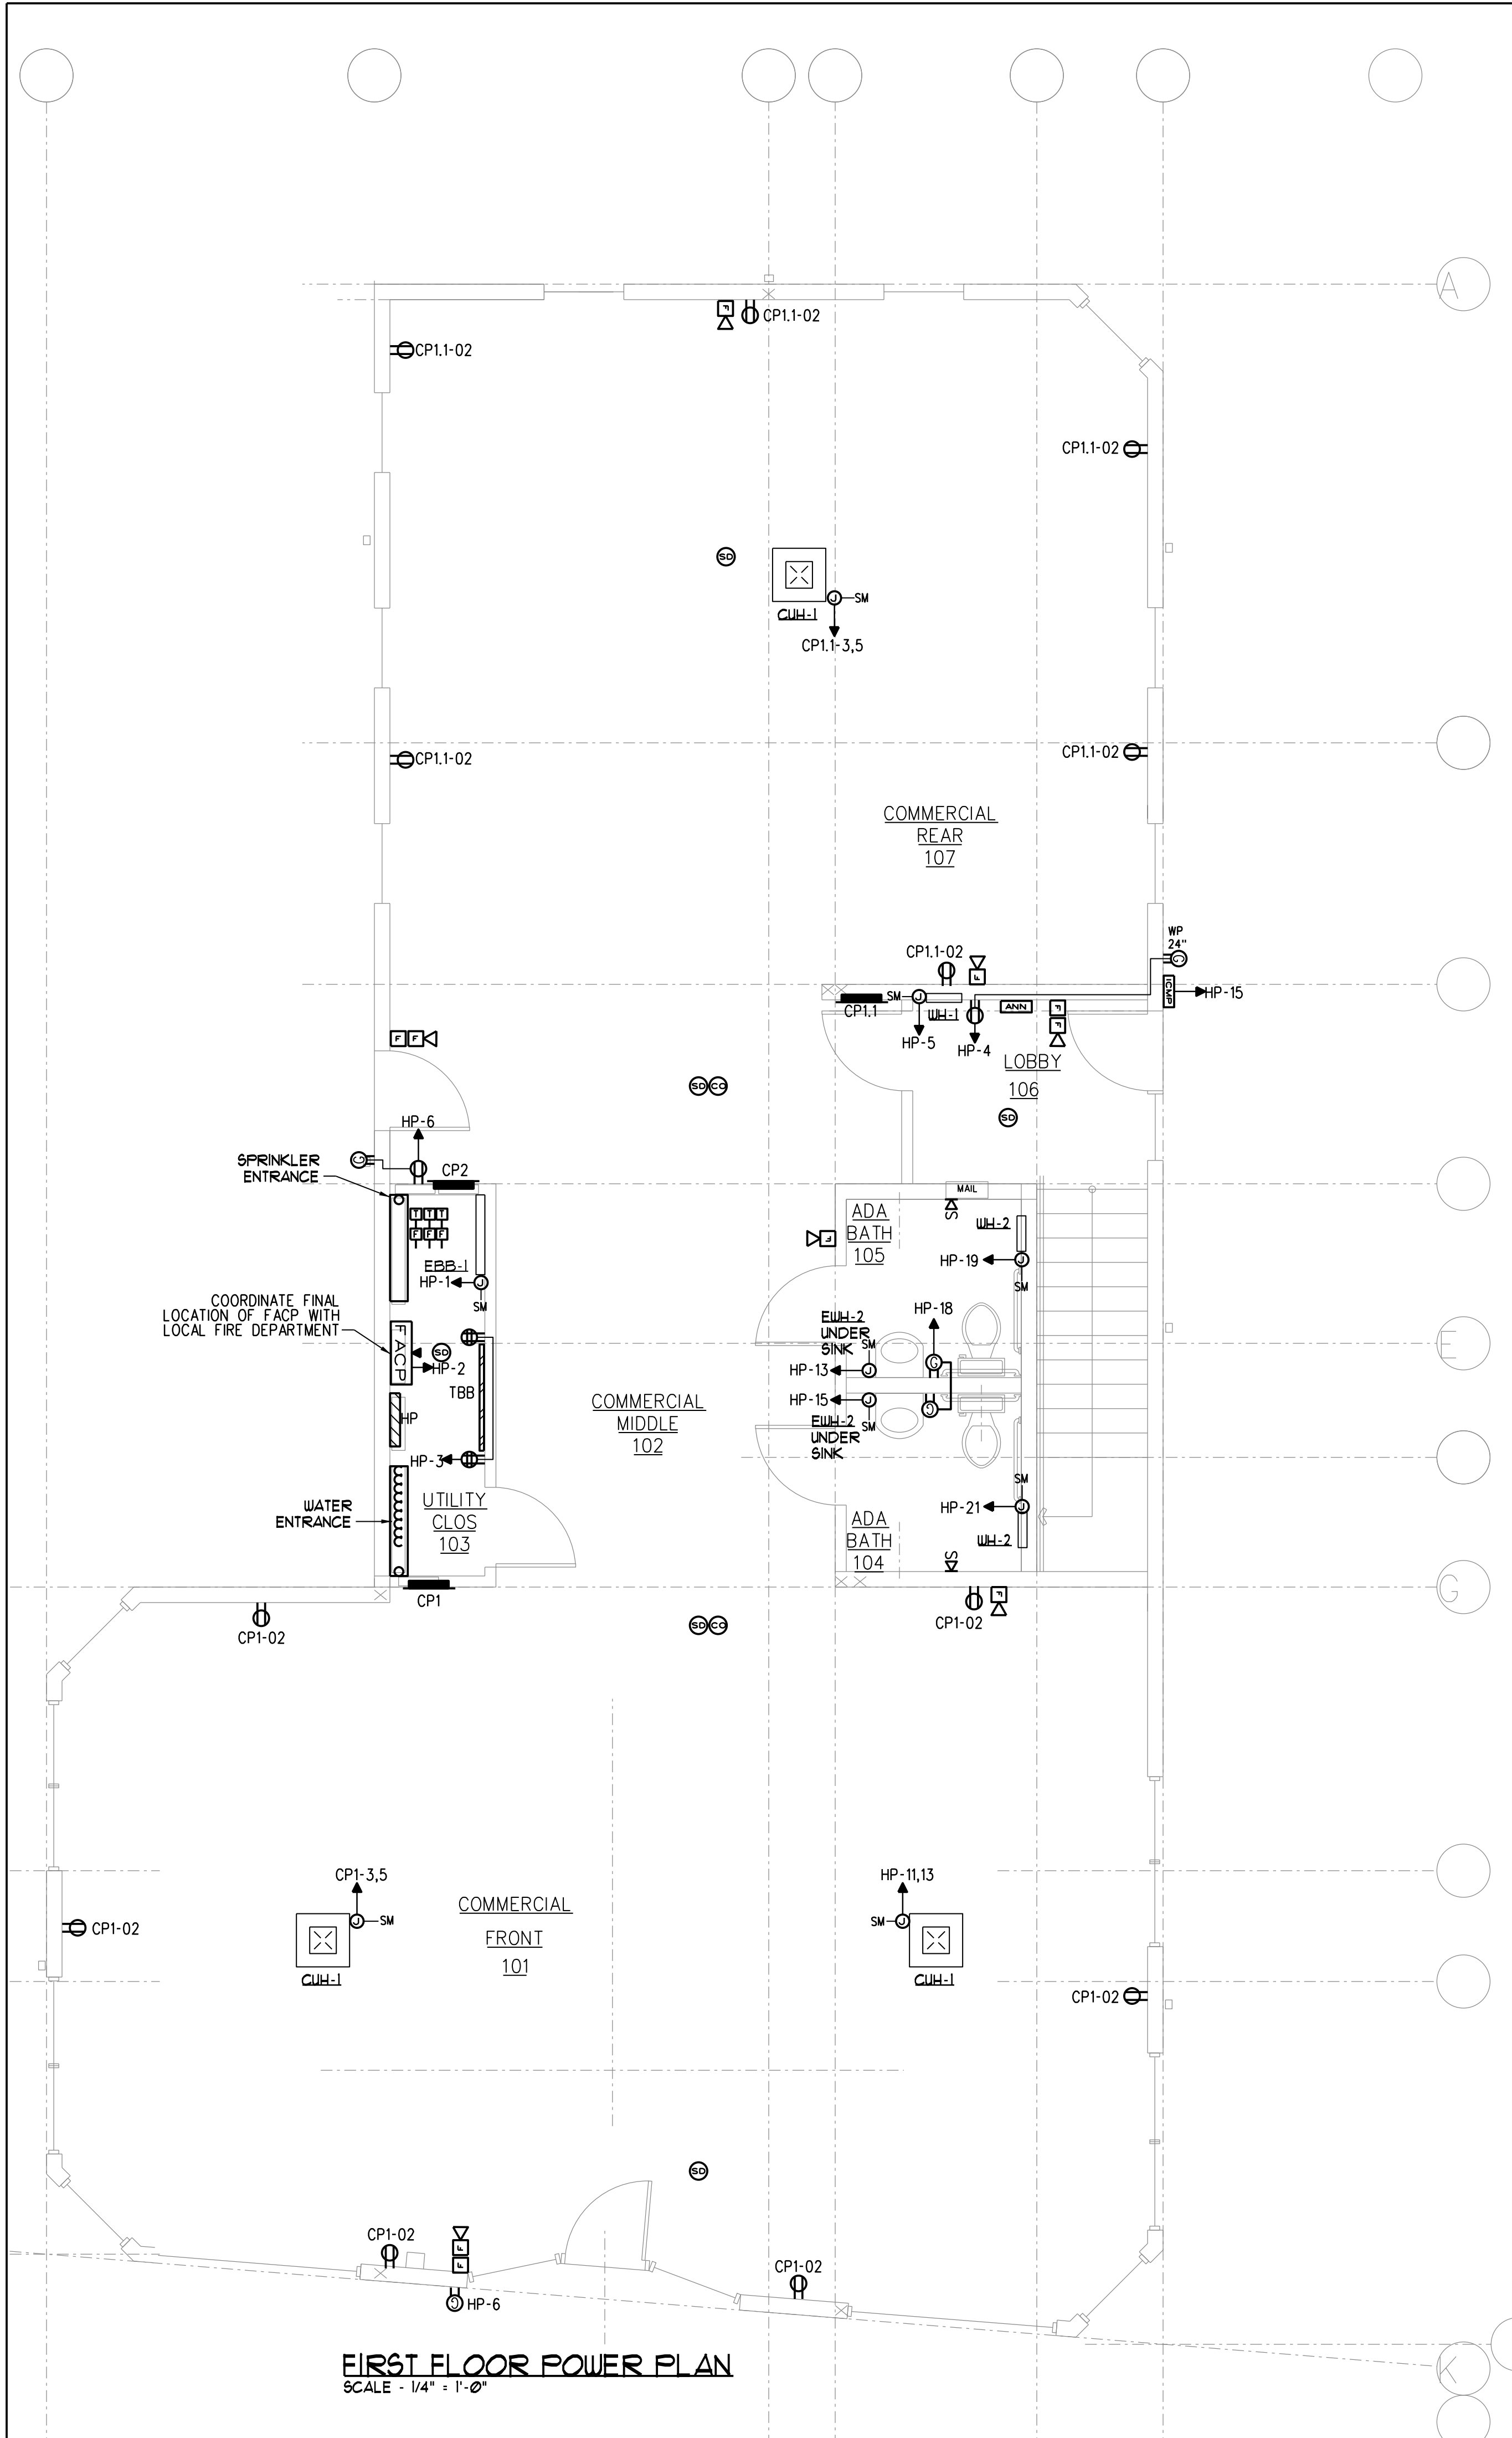 A
F
CP1.1-02
CP1.1-02
CP1.1-02
SD
J
SM
CUH-1
CP1.1-3,5
CP1.1-02
CP1.1-02
COMMERCIAL
REAR
107
WP
24"
G
CP1.1-02
F
SM
J
ICMP
HP-15
CP1.1
WH-1
ANN
F
F
HP-5
HP-4
F
F
LOBBY
106
SD
CO
SD
HP-6
SPRINKLER
ENTRANCE
G
CP2
MAIL
S
T
T
T
F
F
F
F
ADA
BATH
105
WH-2
EBB-1
HP-1
J
SM
HP-19
J
SM
COORDINATE FINAL
LOCATION OF FACP WITH
LOCAL FIRE DEPARTMENT
FACP
SD
HP-2
TBB
EWH-2
UNDER
SINK
SM
HP-18
E
G
HP-13
J
HP-15
J
G
EWH-2
UNDER
SINK
SM
HP
COMMERCIAL
MIDDLE
102
HP-3
SM
WATER
ENTRANCE
UTILITY
CLOS
103
HP-21
J
ADA
BATH
104
WH-2
S
G
CP1
CP1-02
F
CP1-02
SD
CO
CP1-3,5
HP-11,13
J
SM
SM
J
CP1-02
COMMERCIAL
FRONT
101
CUH-1
CUH-1
CP1-02
SD
CP1-02
F
F
CP1-02
G
HP-6
K
FIRST FLOOR POWER PLAN
SCALE - 1/4" = 1'-0"